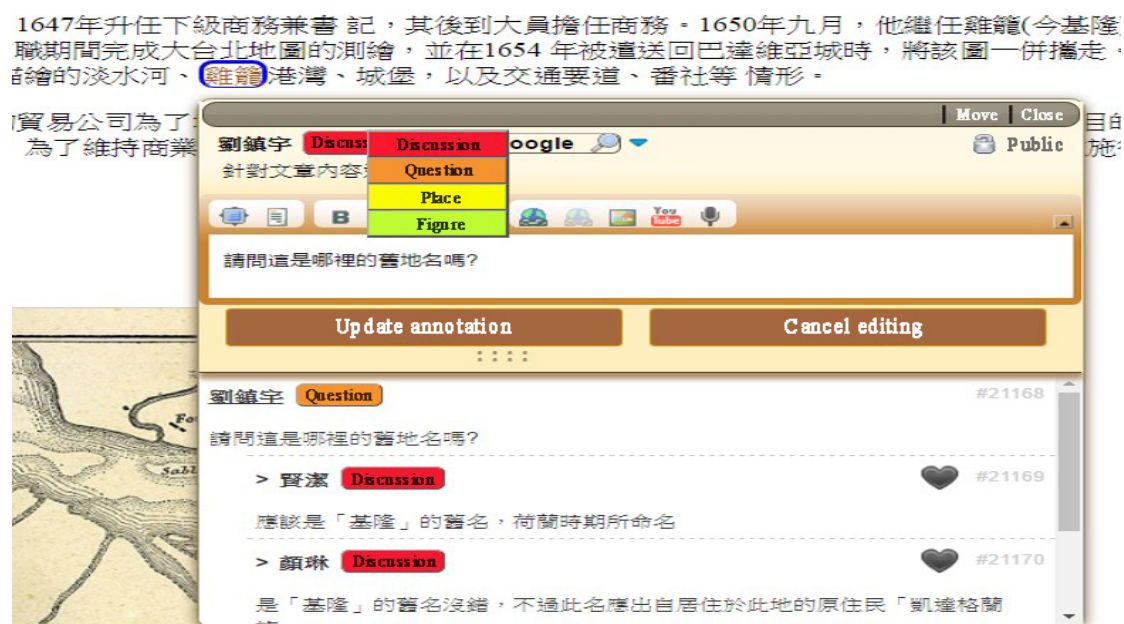 1647年升任下級商務兼書 記，其後到大員擔任商務。1650年九月，他繼任雞籠(今基隆
職期間完成大台北地圖的測繪，並在1654 年被遣送回巴達維亞城時，將該圖一併攜走。
繪的淡水河、雞籠港灣、城堡，以及交通要道、番社等 情形。
貿易公司為了
目的
為了維持商業
施行
Move Close
劉鎮宇 Discuss oogle Public
針對文章內容
Discussion
Question
Place
Figure
B You Tube
請問這是哪裡的舊地名嗎?
Update annotation Cancel editing
劉鎮宇 Question #21168
請問這是哪裡的舊地名嗎?
> 賢潔 Discussion #21169
應該是「基隆」的舊名，荷蘭時期所命名
> 顏琳 Discussion #21170
是「基隆」的舊名沒錯，不過此名應出自居住於此地的原住民「凱達格蘭
Fo
Sabl